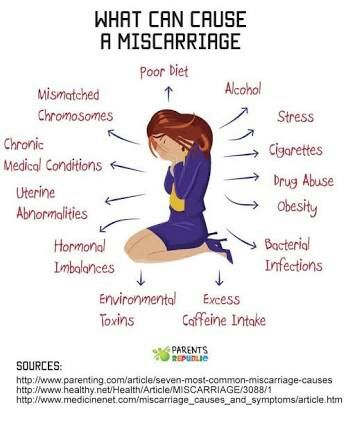 WHAT CAN CAUSE
A MISCARRIAGE
Poor Diet
Alcohol
Mismatched
Chromosomes
Stress
Chronic
Medical Conditions
Cigarettes
Drug Abuse
Uterine
Abnormalities
Obesity
Hormonal
Imbalances
Bacterial
Infections
Environmental
Toxins
Excess
Caffeine Intake
PARENTS
REPUBLIC
SOURCES:
http://www.parenting.com/article/seven-most-common-miscarriage-causes
http://www.healthy.net/Health/Article/MISCARRIAGE/3088/1
http://www.medicinenet.com/miscarriage_causes_and_symptoms/article.htm